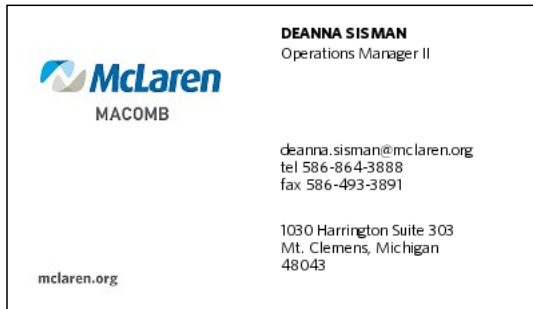 McLaren
MACOMB
mclaren.org
DEANNA SISMAN
Operations Manager II
deanna.sisman@mclaren.org
tel 586-864-3888
fax 586-493-3891
1030 Harrington Suite 303
Mt. Clemens, Michigan
48043